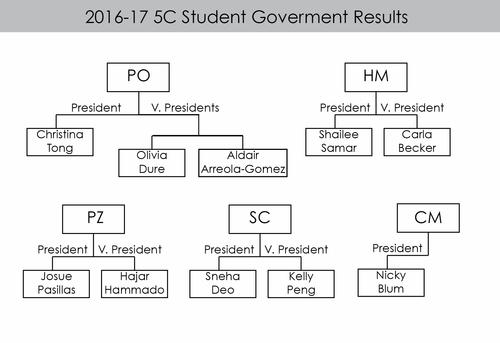 2016-17 5C Student Goverment Results
PO
President
V. Presidents
Christina
Tong
Olivia
Dure
Aldair
Arreola-Gomez
HM
President
V. President
Shailee
Samar
Carla
Becker
PZ
President
V. President
Josue
Pasillas
Hajar
Hammado
SC
President
V. President
Sneha
Deo
Kelly
Peng
CM
President
Nicky
Blum